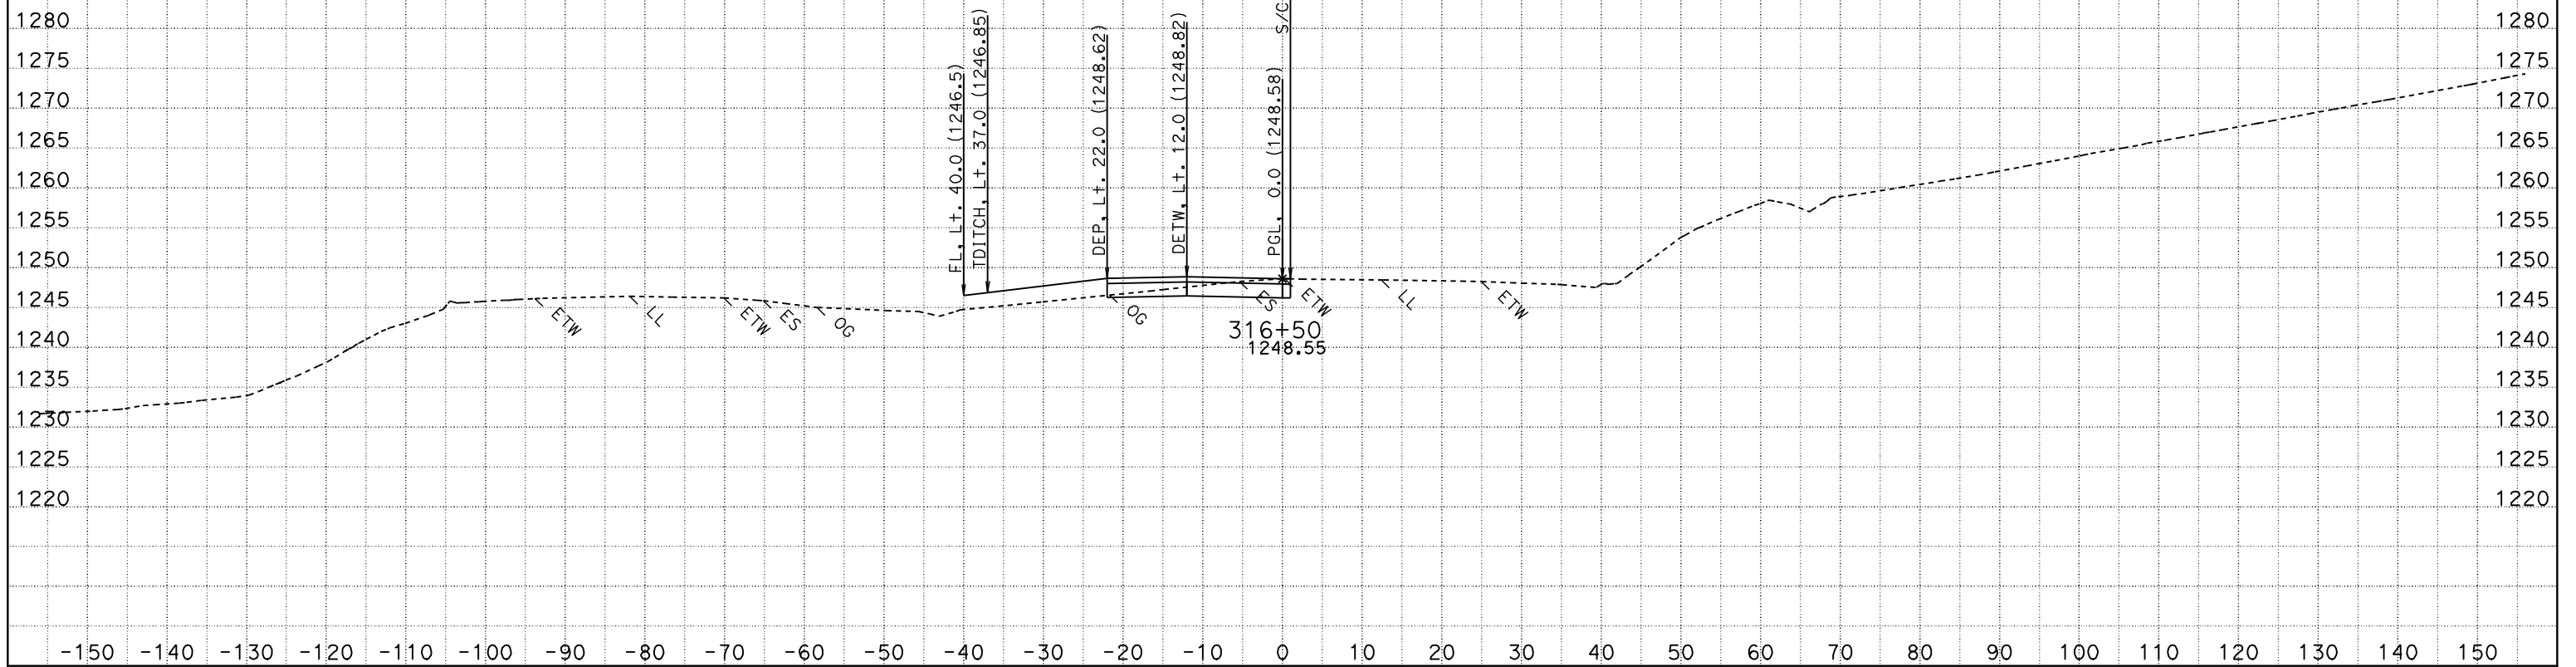 1280 1280
1275 1275
1270 1270
1265 1265
1260 1260
1255 1255
1250 1250
1245 1245
1240 1240
1235 1235
1230 1230
1225 1225
1220 1220
FL, Lt. 40.0 (1246.5)
TDITCH, Lt. 37.0 (1246.85)
DEP, Lt. 22.0 (1248.62)
DETW, Lt. 12.0 (1248.82)
PGL, 0.0 (1248.58)
S/C
ETW
LL
ETW
ES
OG
OG
ES
ETW
LL
ETW
316+50
1248.55
-150 -140 -130 -120 -110 -100 -90 -80 -70 -60 -50 -40 -30 -20 -10 0 10 20 30 40 50 60 70 80 90 100 110 120 130 140 150